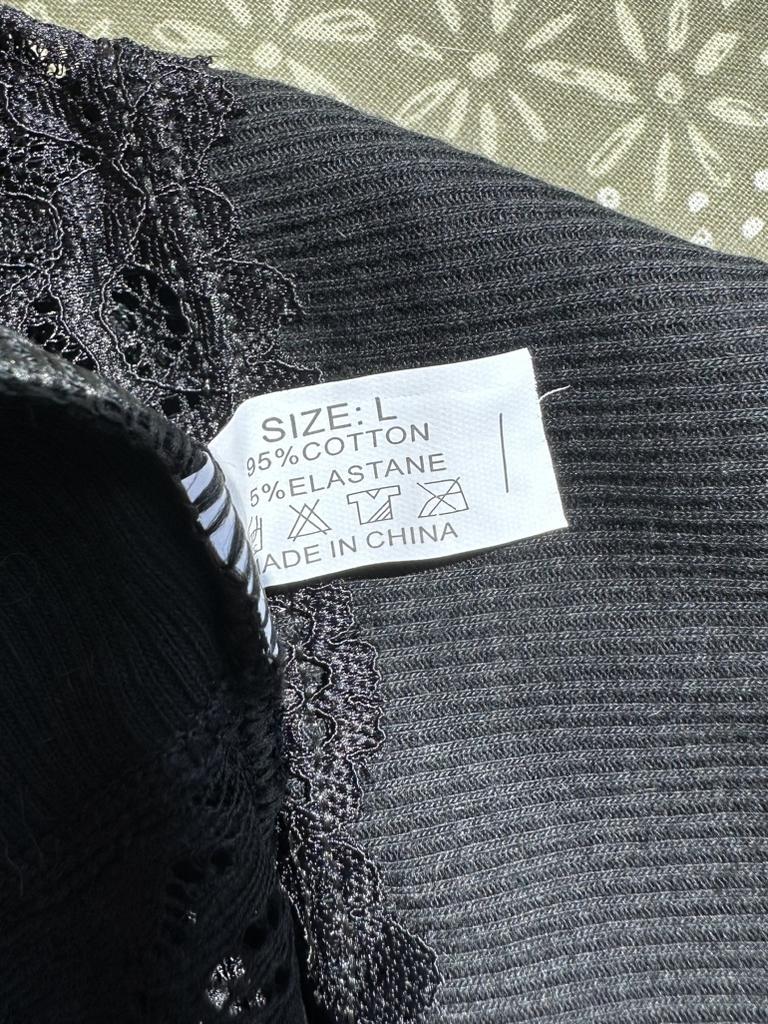 SIZE: L
95%COTTON
5%ELASTANE
ADE IN CHINA